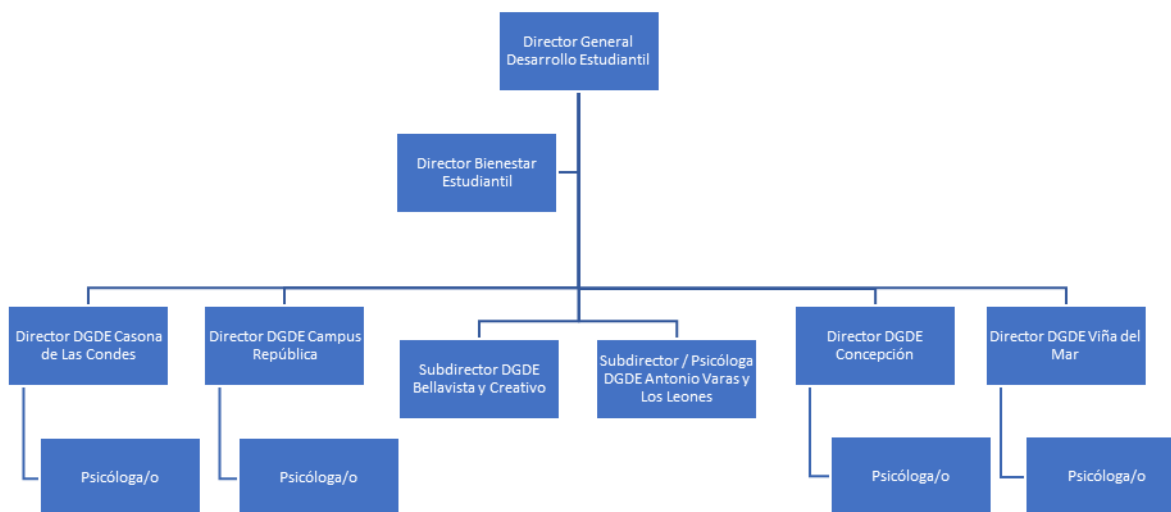 Director General
Desarrollo Estudiantil
Director Bienestar
Estudiantil
Director DGDE Casona
de Las Condes
Director DGDE Campus
República
Subdirector DGDE
Bellavista y Creativo
Subdirector / Psicóloga
DGDE Antonio Varas y
Los Leones
Director DGDE
Concepción
Director DGDE Viña del
Mar
Psicóloga/o
Psicóloga/o
Psicóloga/o
Psicóloga/o